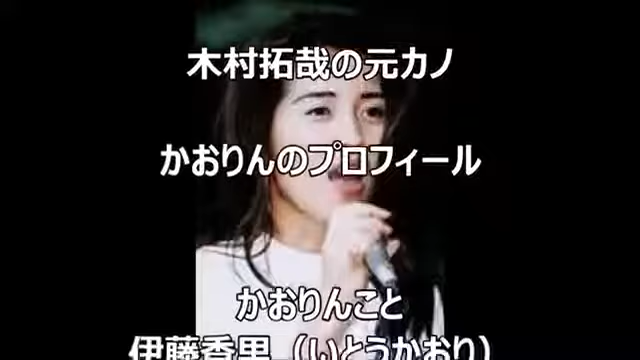 木村拓哉の元カノ
かおりんのプロフィール
かおりんこと
伊藤香里（いとうかおり）